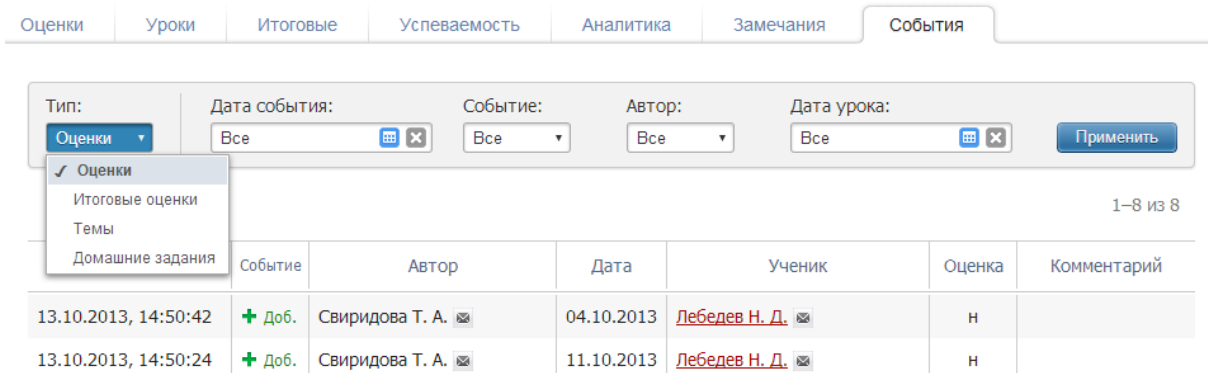 Оценки Уроки Итоговые Успеваемость Аналитика Замечания События
Тип: Дата события: Событие: Автор: Дата урока:
Оценки Все Все Все Все Применить
Оценки
Итоговые оценки
1–8 из 8
Темы
Домашние задания
Событие Автор Дата Ученик Оценка Комментарий
13.10.2013, 14:50:42 Доб. Свиридова Т. А. 04.10.2013 Лебедев Н. Д. н
13.10.2013, 14:50:24 Доб. Свиридова Т. А. 11.10.2013 Лебедев Н. Д. н